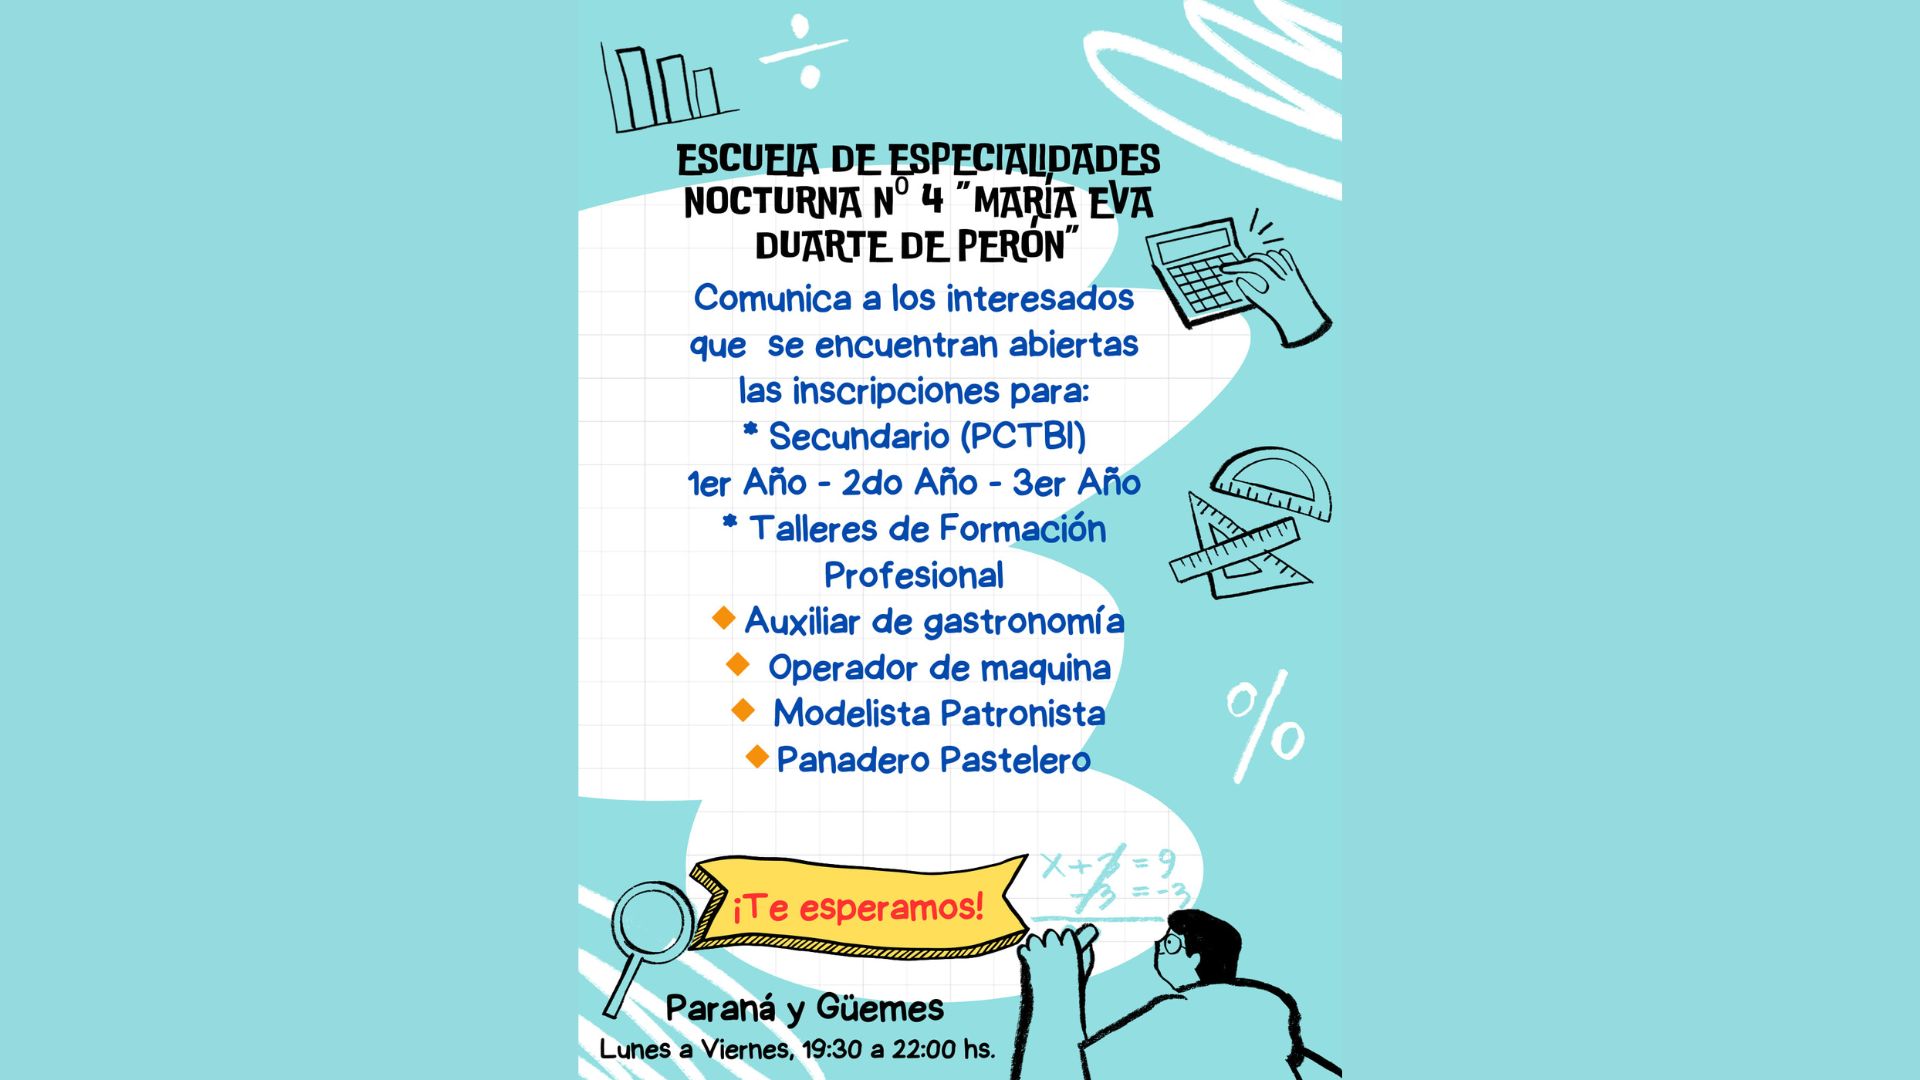 ESCUELA DE ESPECIALIDADES
NOCTURNA Nº 4 "MARÍA EVA
DUARTE DE PERÓN"
Comunica a los interesados
que se encuentran abiertas
las inscripciones para:
* Secundario (PCTBI)
1er Año - 2do Año - 3er Año
* Talleres de Formación
Profesional
🔶 Auxiliar de gastronomía
🔶 Operador de maquina
🔶 Modelista Patronista
🔶 Panadero Pastelero
x + 3 = 9
-3 = -3
¡Te esperamos!
Paraná y Güemes
Lunes a Viernes, 19:30 a 22:00 hs.